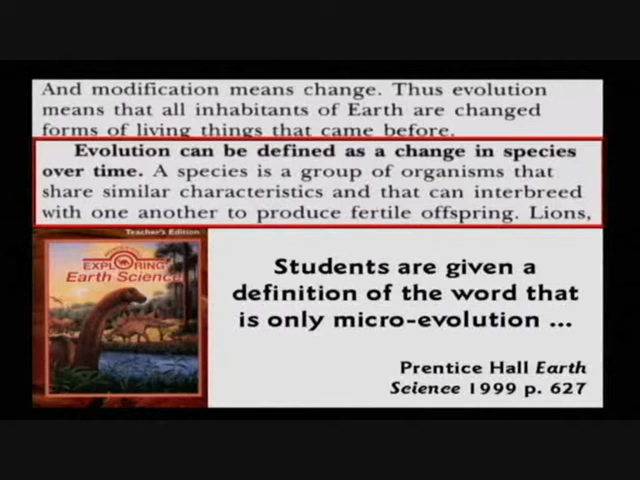 And modification means change. Thus evolution
means that all inhabitants of Earth are changed
forms of living things that came before.
Evolution can be defined as a change in species
over time. A species is a group of organisms that
share similar characteristics and that can interbreed
with one another to produce fertile offspring. Lions,
Teacher's Edition
EXPLORING
Earth Science
Students are given a
definition of the word that
is only micro-evolution ...
Prentice Hall Earth
Science 1999 p. 627